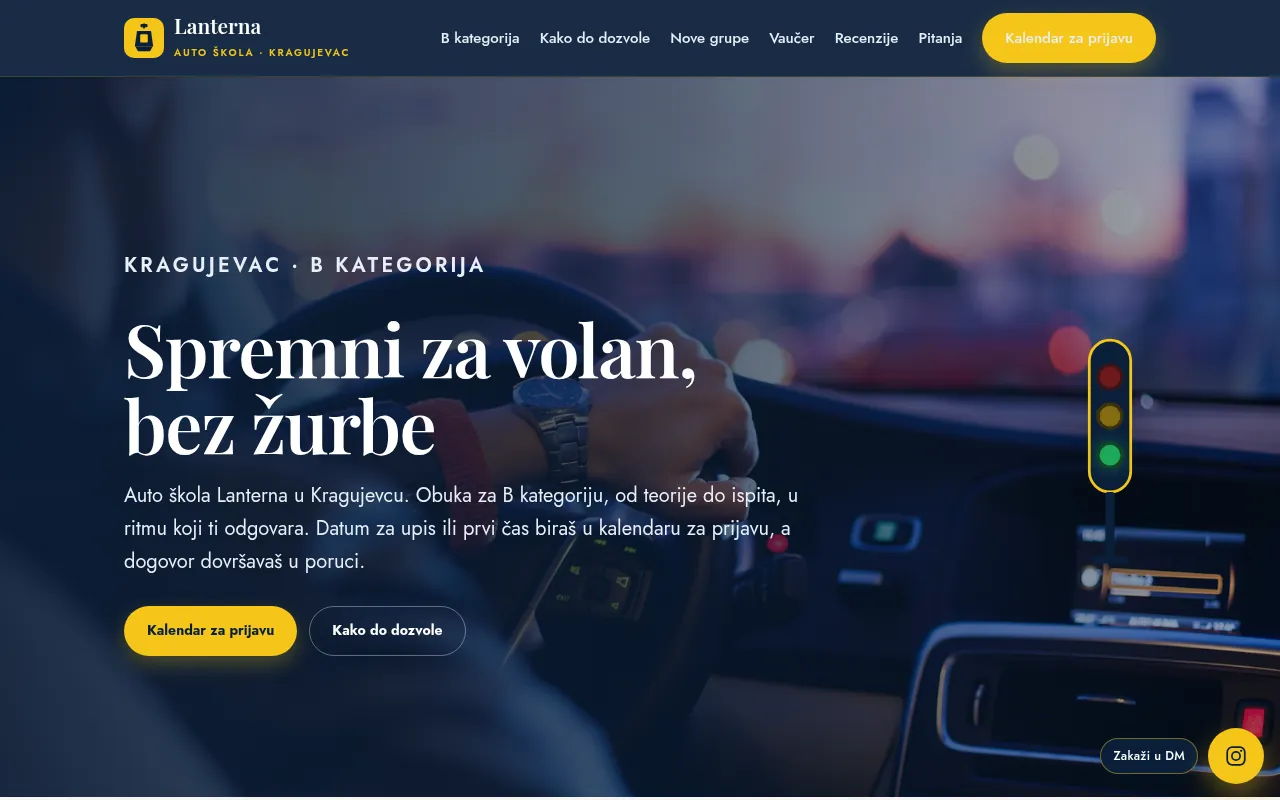 Lanterna
AUTO ŠKOLA · KRAGUJEVAC
B kategorija
Kako do dozvole
Nove grupe
Vaučer
Recenzije
Pitanja
Kalendar za prijavu
KRAGUJEVAC · B KATEGORIJA
Spremni za volan,
bez žurbe
Auto škola Lanterna u Kragujevcu. Obuka za B kategoriju, od teorije do ispita, u
ritmu koji ti odgovara. Datum za upis ili prvi čas biraš u kalendaru za prijavu, a
dogovor dovršavaš u poruci.
Kalendar za prijavu
Kako do dozvole
Zakaži u DM